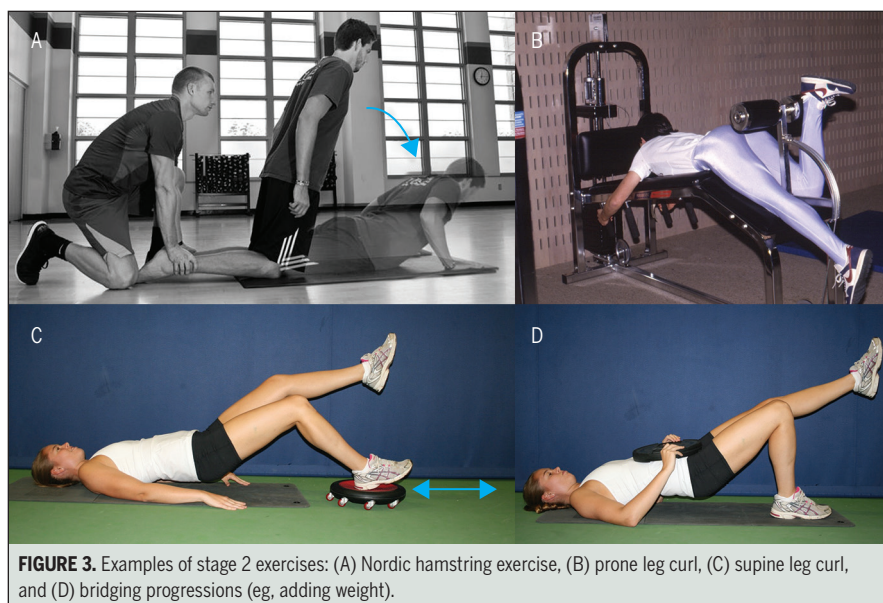 A
B
C
D
FIGURE 3. Examples of stage 2 exercises: (A) Nordic hamstring exercise, (B) prone leg curl, (C) supine leg curl,
and (D) bridging progressions (eg, adding weight).